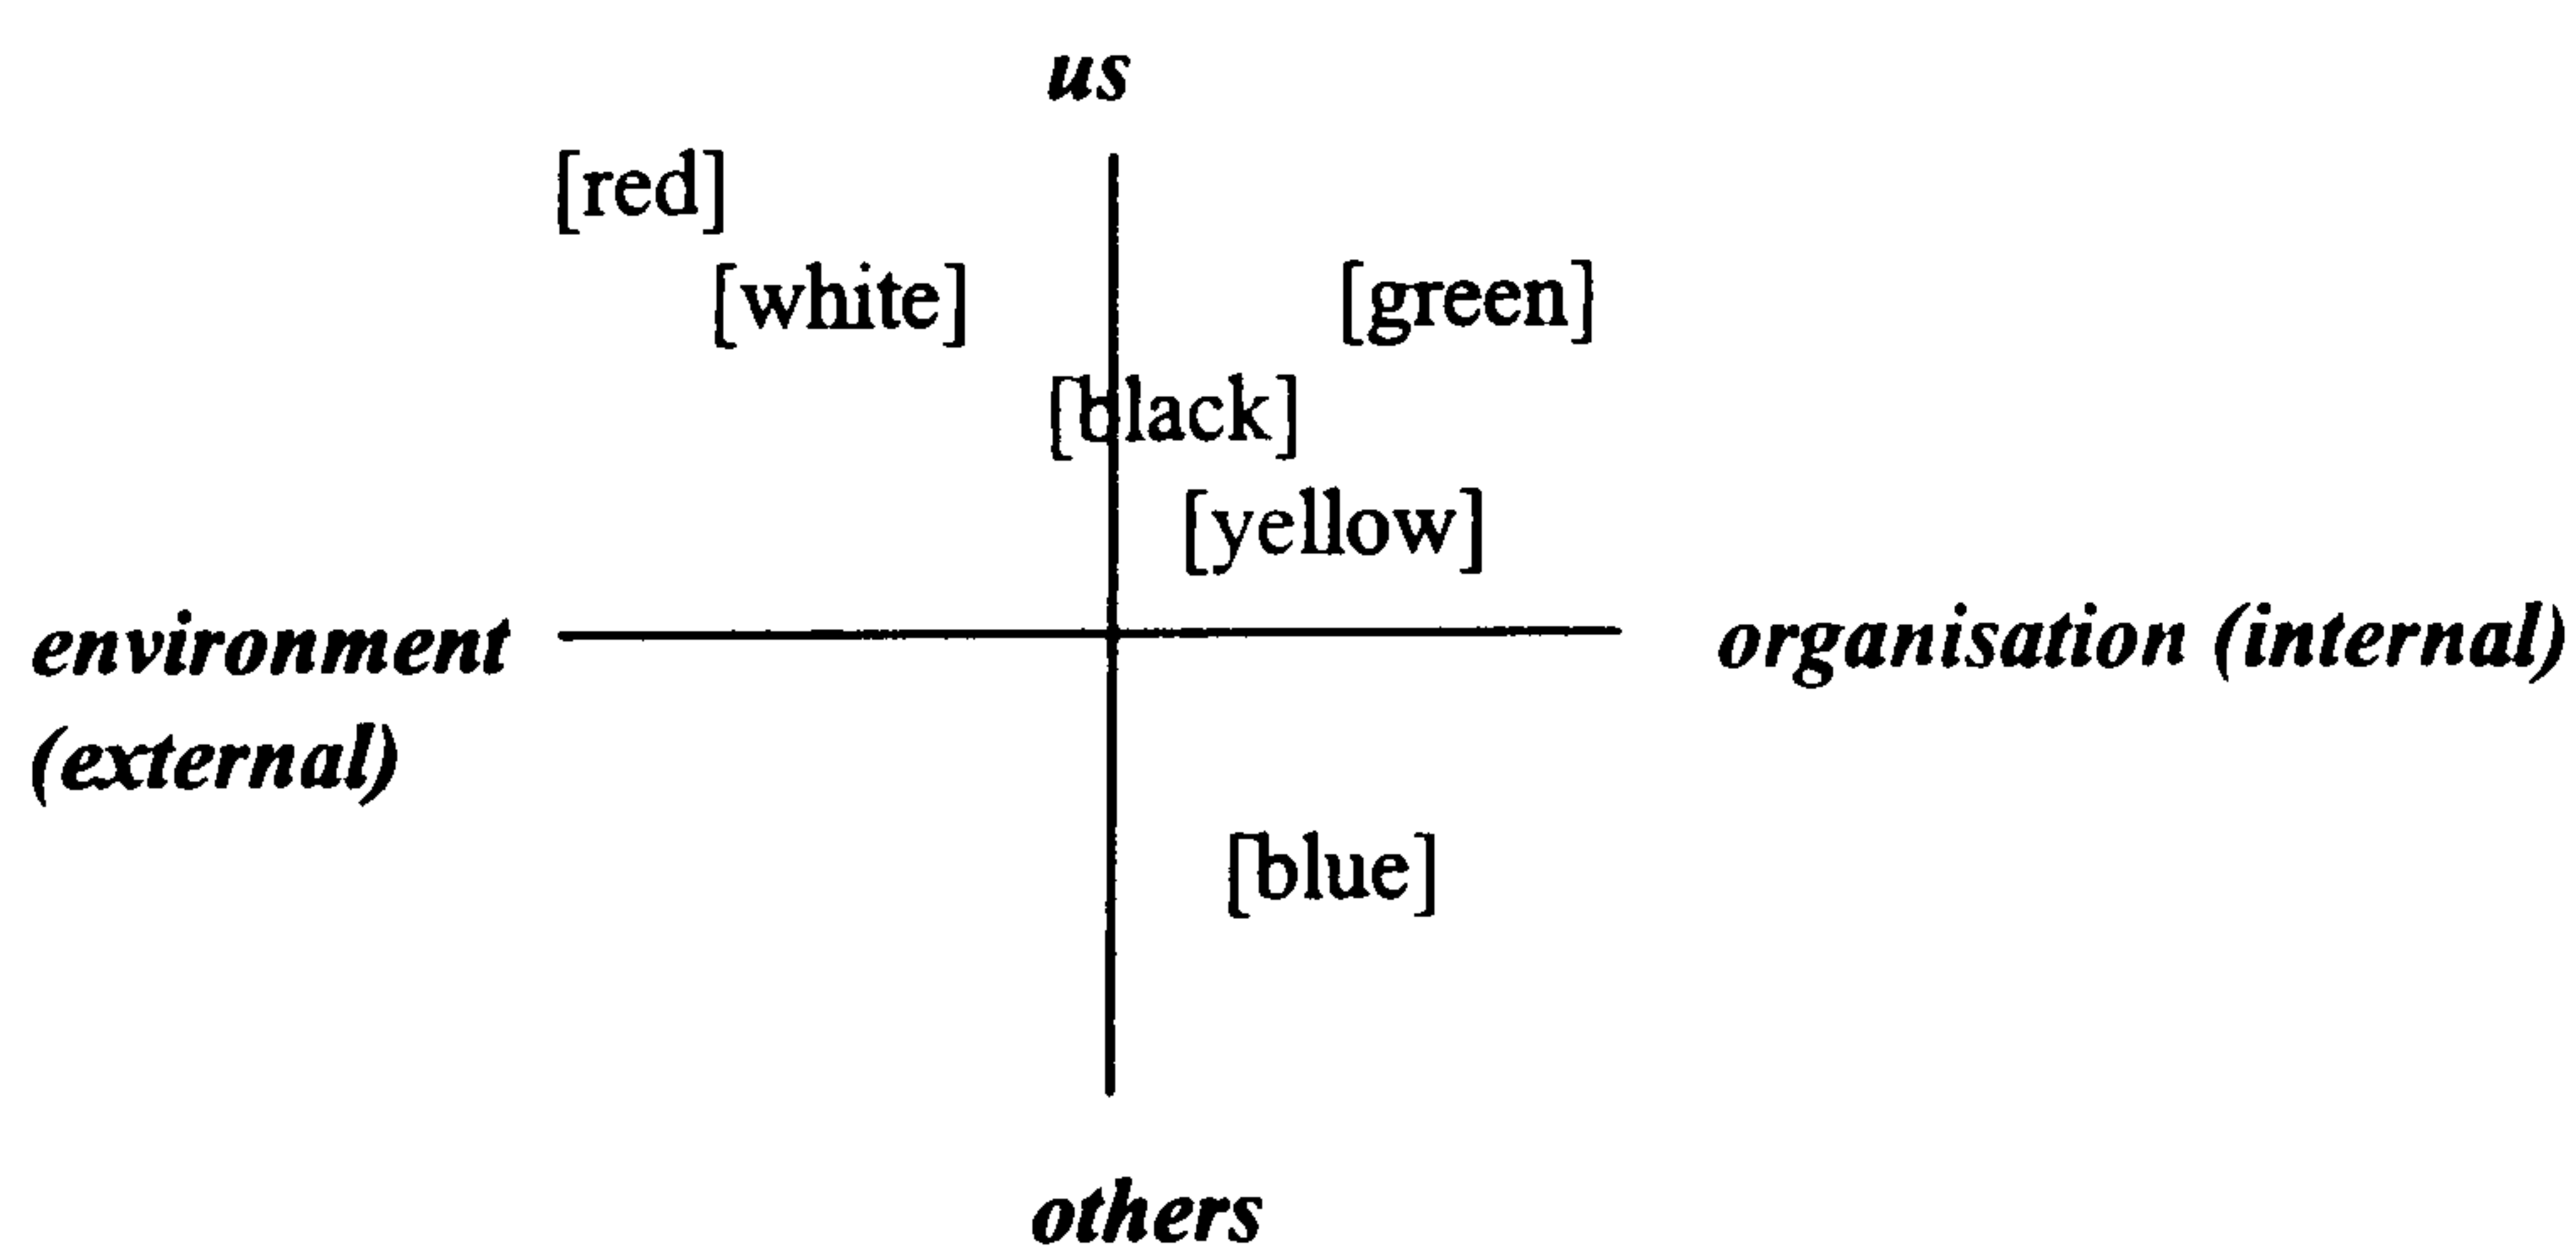 us
[red]
[white] [green]
[black]
[yellow]
environment organisation (internal)
(external)
[blue]
others